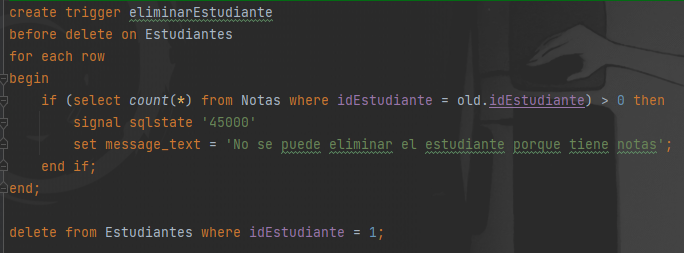 create trigger eliminarEstudiante
before delete on Estudiantes
for each row
begin
    if (select count(*) from Notas where idEstudiante = old.idEstudiante) > 0 then
        signal sqlstate '45000'
        set message_text = 'No se puede eliminar el estudiante porque tiene notas';
    end if;
end;

delete from Estudiantes where idEstudiante = 1;